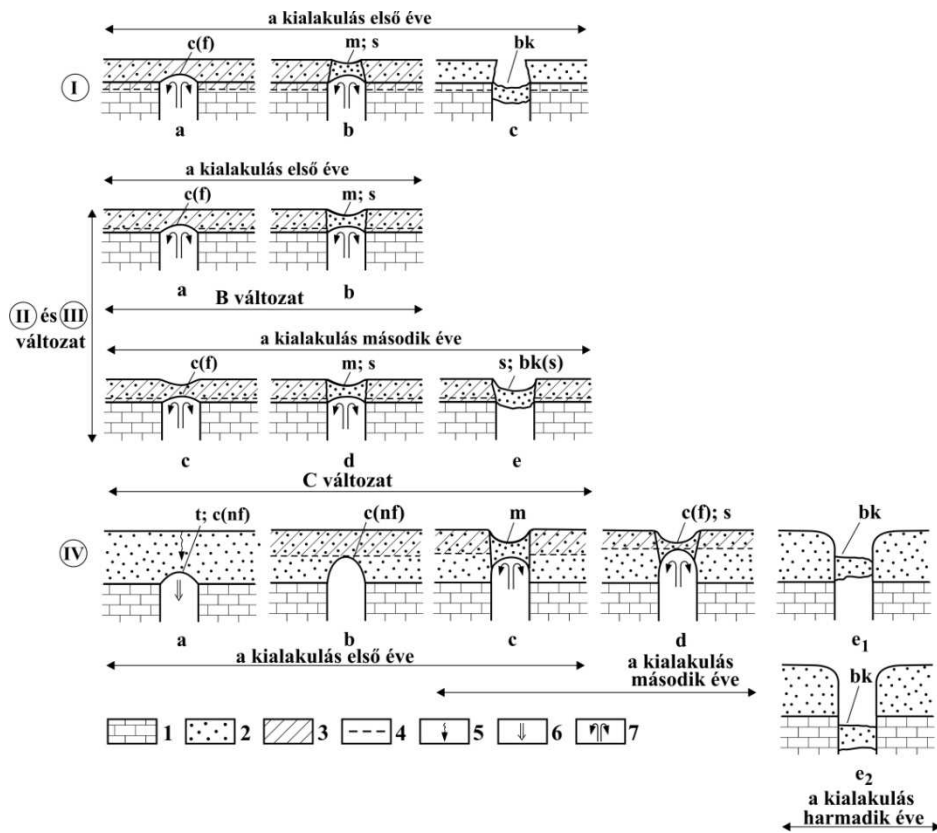 a kialakulás első éve
c(f)
m; s
bk
I
a
b
c
a kialakulás első éve
c(f)
m; s
a
b
B változat
II és III
változat
a kialakulás második éve
c(f)
m; s
s; bk(s)
c
d
e
C változat
IV
t; c(nf)
c(nf)
m
c(f); s
bk
a
b
c
d
e1
a kialakulás első éve
a kialakulás
második éve
bk
1
2
3
4
5
6
7
e2
a kialakulás
harmadik éve